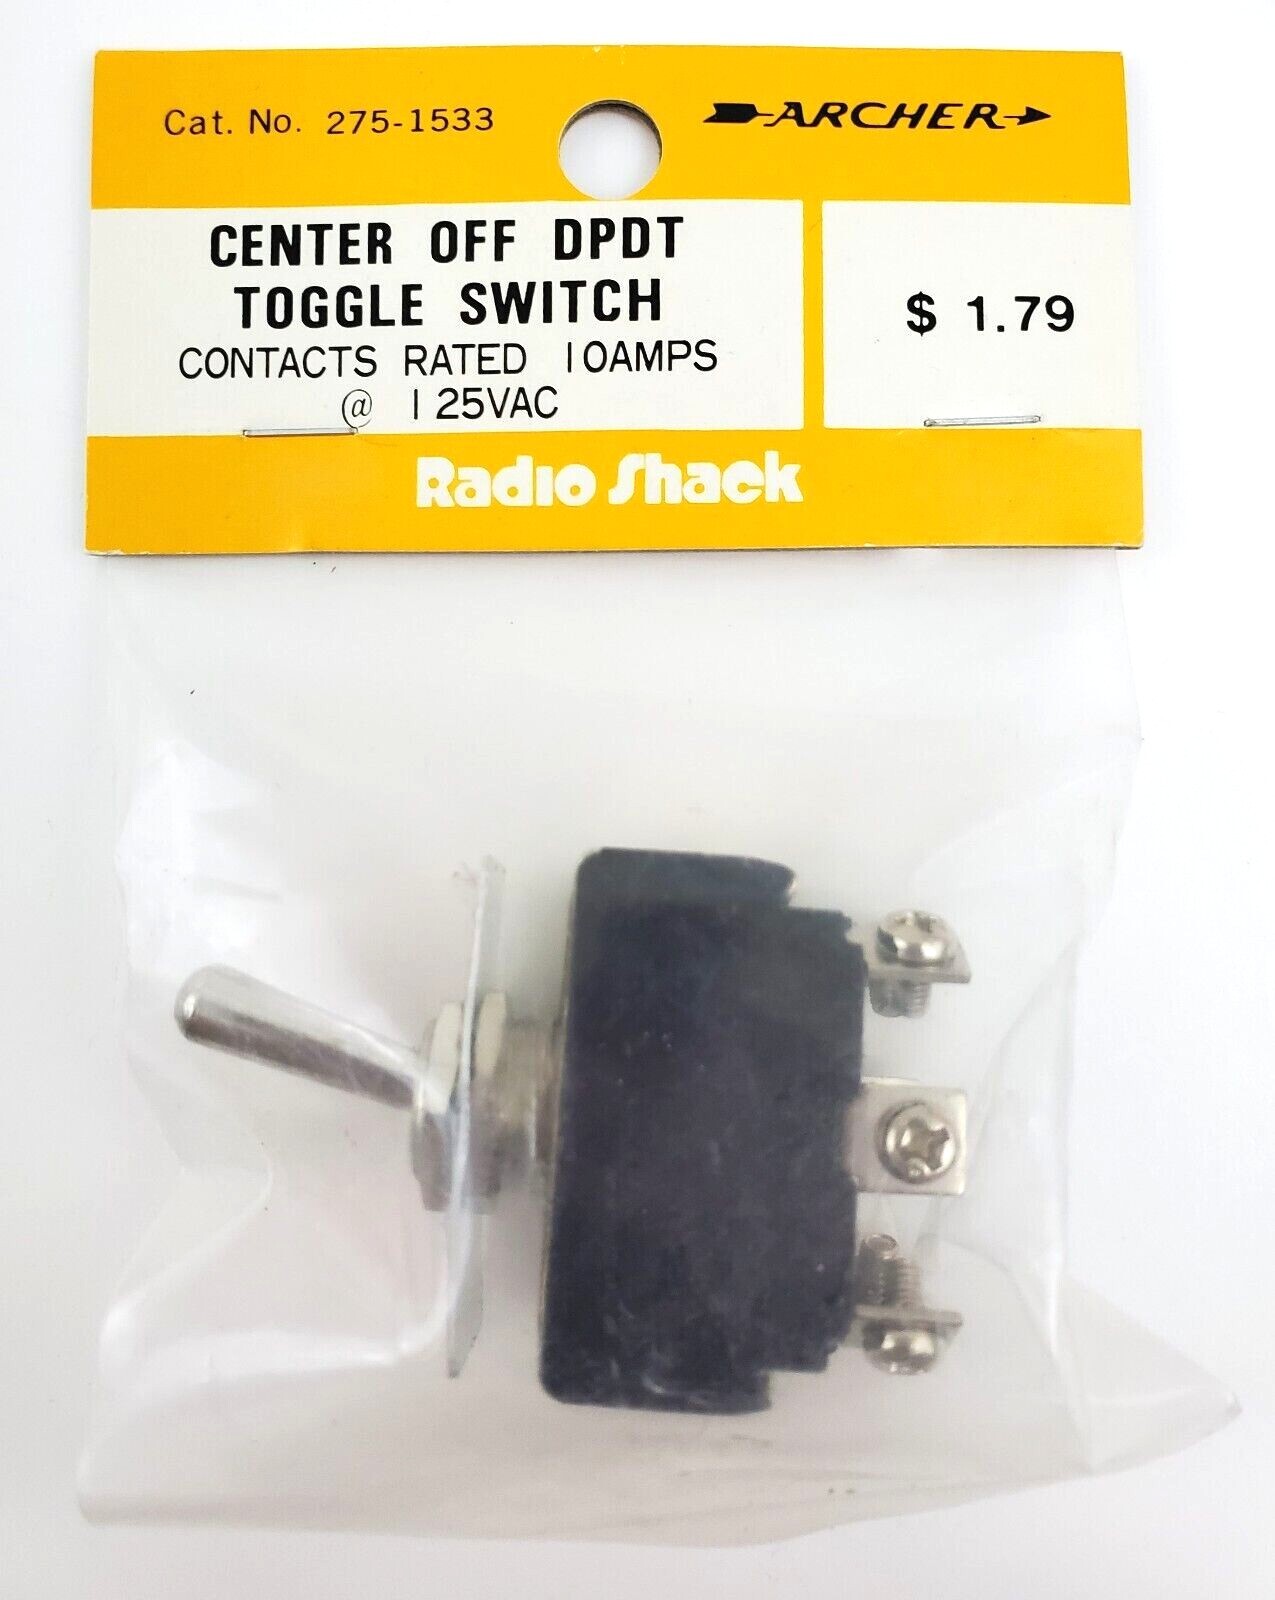 Cat. No. 275-1533
ARCHER
CENTER OFF DPDT
TOGGLE SWITCH
CONTACTS RATED 10AMPS
@ 125VAC
$ 1.79
Radio Shack